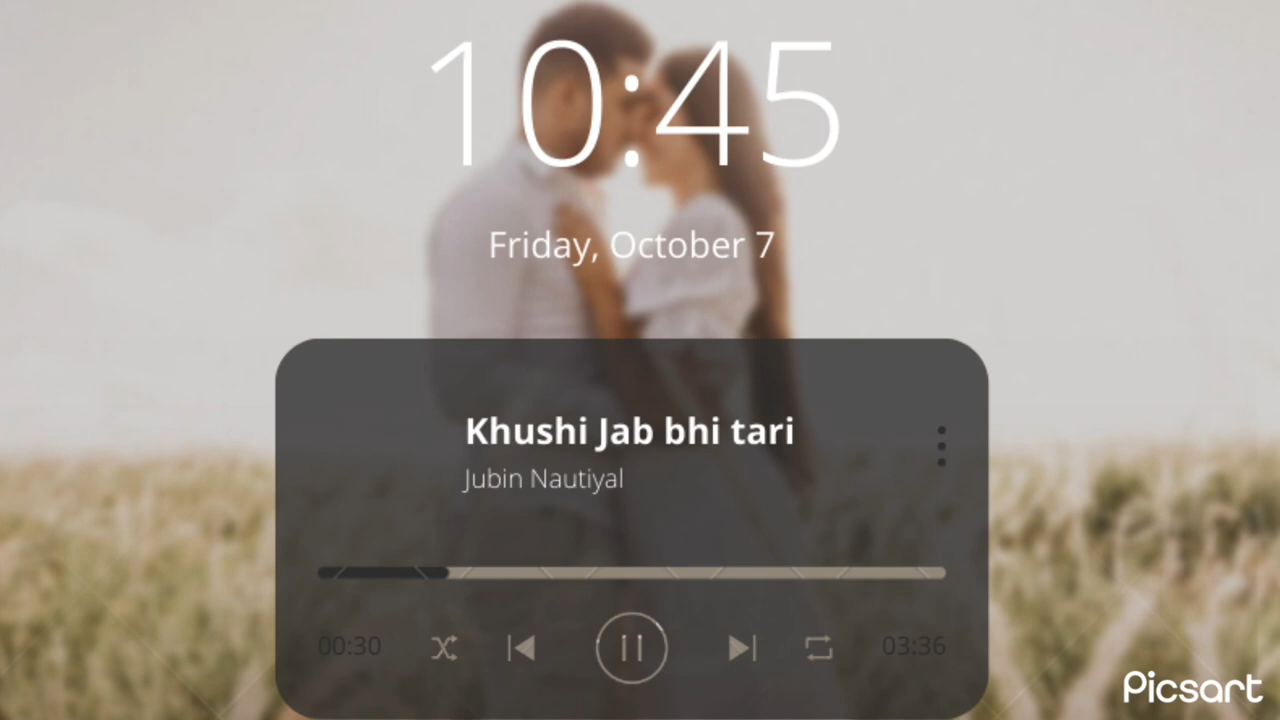 10:45
Friday, October 7
Khushi Jab bhi tari
Jubin Nautiyal
00:30
03:36
Picsart